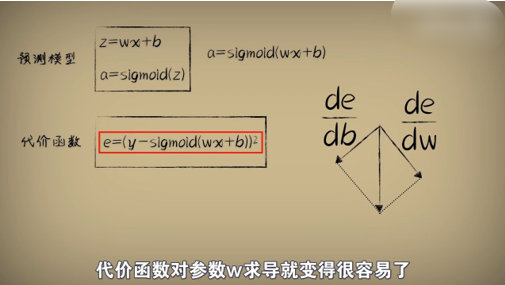 预测模型
z=wx+b
a=sigmoid(z)
a=sigmoid(wx+b)
代价函数
e=(y-sigmoid(wx+b))²
de
db
de
dw
代价函数对参数w求导就变得很容易了